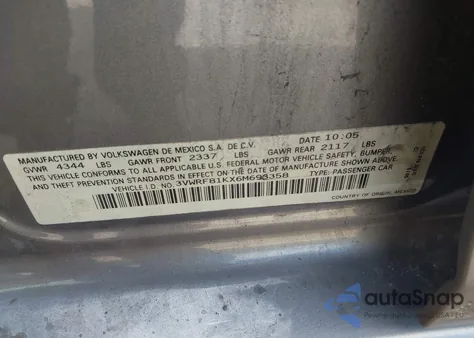 MANUFACTURED BY VOLKSWAGEN DE MEXICO S.A. DE C.V. DATE 10.05
GVWR 4344 LBS GAWR FRONT 2337 LBS GAWR REAR 2117 LBS
THIS VEHICLE CONFORMS TO ALL APPLICABLE U.S. FEDERAL MOTOR VEHICLE SAFETY, BUMPER,
AND THEFT PREVENTION STANDARDS IN EFFECT ON THE DATE OF MANUFACTURE SHOWN ABOVE.
VEHICLE I.D. NO. 3VWRF81KX6M693358 TYPE: PASSENGER CAR
COUNTRY OF ORIGIN, MEXICO
autoSnap